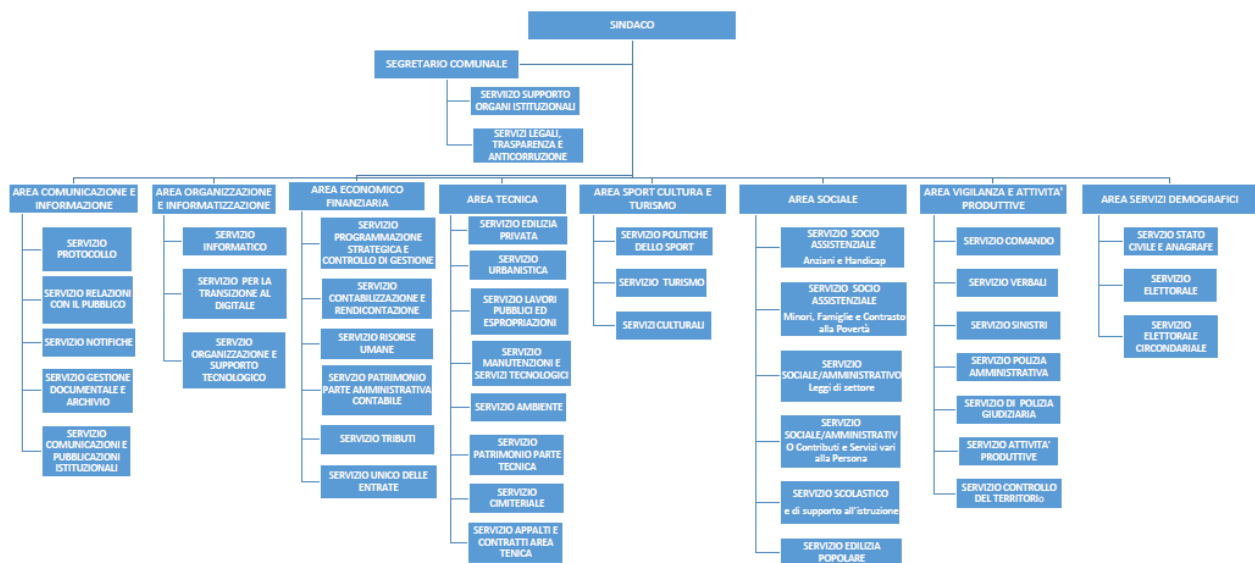 SINDACO
SEGRETARIO COMUNALE
SERVIIZO SUPPORTO
ORGANI ISTITUZIONALI
SERVIZI LEGALI,
TRASPARENZA E
ANTICORRUZIONE
AREA COMUNICAZIONE E
INFORMAZIONE
SERVIZIO
PROTOCOLLO
SERVIZIO RELAZIONI
CON IL PUBBLICO
SERVIZIO NOTIFICHE
SERVIZIO GESTIONE
DOCUMENTALE E
ARCHIVIO
SERVIZIO
COMUNICAZIONI E
PUBBLICAZIONI
ISTITUZIONALI
AREA ORGANIZZAZIONE
E INFORMATIZZAZIONE
SERVIZIO
INFORMATICO
SERVIZIO PER LA
TRANSIZIONE AL
DIGITALE
SERVZIO
ORGANIZZAZIONE E
SUPPORTO
TECNOLOGICO
AREA ECONOMICO
FINANZIARIA
SERVIZIO
PROGRAMMAZIONE
STRATEGICA E
CONTROLLO DI GESTIONE
SERVIZIO
CONTABILIZZAZIONE E
RENDICONTAZIONE
SERVIZIO RISORSE
UMANE
SERVZIO PATRIMONIO
PARTE AMMINISTRATIVA
CONTABILE
SERVIZIO TRIBUTI
SERVIZIO UNICO DELLE
ENTRATE
AREA TECNICA
SERVIZIO EDILIZIA
PRIVATA
SERVIZIO
URBANISTICA
SERVIZIO LAVORI
PUBBLICI ED
ESPROPRIAZIONI
SERVIZIO
MANUTENZIONI E
SERVIZI TECNOLOGICI
SERVIZIO AMBIENTE
SERVIZIO
PATRIMONIO PARTE
TECNICA
SERVIZIO
CIMITERIALE
SERVIZIO APPALTI E
CONTRATTI AREA
TENICA
AREA SPORT CULTURA E
TURISMO
SERVIZIO POLITICHE
DELLO SPORT
SERVIZIO TURISMO
SERVIZI CULTURALI
AREA SOCIALE
SERVIZIO SOCIO
ASSISTENZIALE
Anziani e Handicap
SERVIZIO SOCIO
ASSISTENZIALE
Minori, Famiglie e Contrasto
alla Povertà
SERVIZIO
SOCIALE/AMMINISTRATIVO
Leggi di settore
SERVIZIO
SOCIALE/AMMINISTRATIV
O Contributi e Servizi vari
alla Persona
SERVIZIO SCOLASTICO
e di supporto all'istruzione
SERVIZIO EDILIZIA
POPOLARE
AREA VIGILANZA E ATTIVITA'
PRODUTTIVE
SERVIZIO COMANDO
SERVIZIO VERBALI
SERVIZIO SINISTRI
SERVIZIO POLIZIA
AMMINISTRATIVA
SERVIZIO DI POLIZIA
GIUDIZIARIA
SERVIZIO ATTIVITA'
PRODUTTIVE
SERVIZIO CONTROLLO
DEL TERRITORIo
AREA SERVIZI DEMOGRAFICI
SERVIZO STATO
CIVILE E ANAGRAFE
SERVIZIO
ELETTORALE
SERVIZIO
ELETTORALE
CIRCONDARIALE